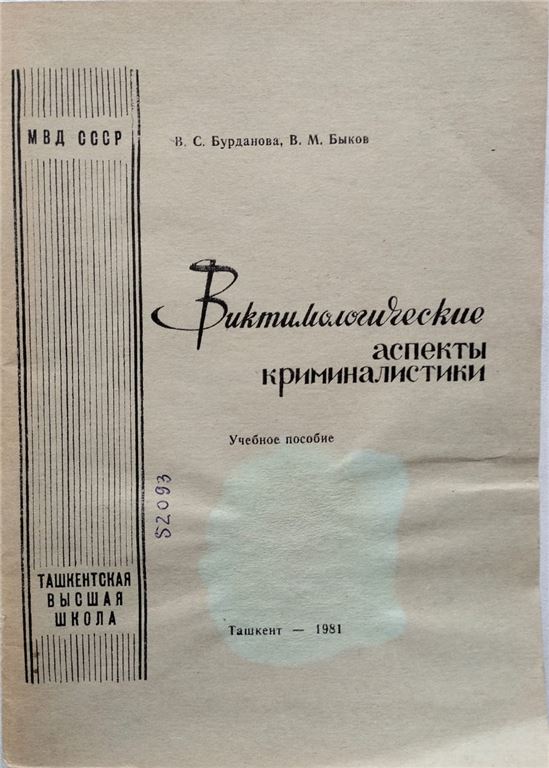 МВД СССР
В. С. Бурданова, В. М. Быков
Виктимологические
аспекты
криминалистики
Учебное пособие
52093
ТАШКЕНТСКАЯ
ВЫСШАЯ
ШКОЛА
Ташкент — 1981